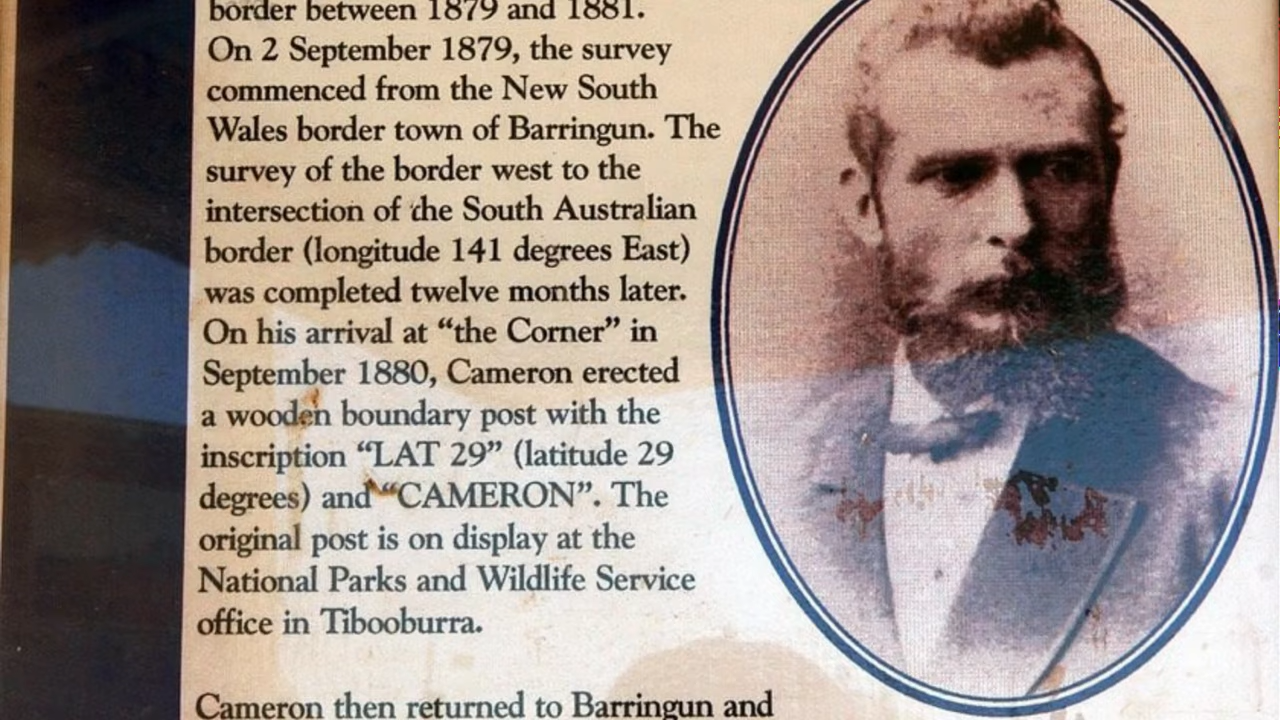 border between 1879 and 1881.
On 2 September 1879, the survey
commenced from the New South
Wales border town of Barringun. The
survey of the border west to the
intersection of the South Australian
border (longitude 141 degrees East)
was completed twelve months later.
On his arrival at “the Corner” in
September 1880, Cameron erected
a wooden boundary post with the
inscription “LAT 29” (latitude 29
degrees) and “CAMERON”. The
original post is on display at the
National Parks and Wildlife Service
office in Tibooburra.
Cameron then returned to Barringun and